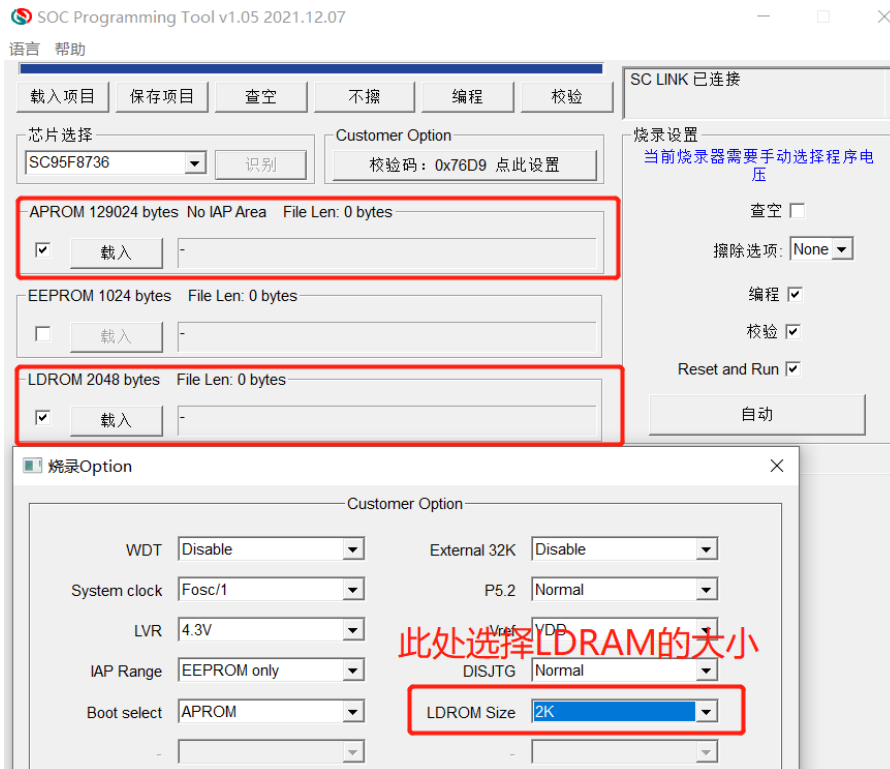 SOC Programming Tool v1.05 2021.12.07
语言 帮助
载入项目 保存项目 查空 不擦 编程 校验
SC LINK 已连接
芯片选择
SC95F8736 识别
Customer Option
校验码：0x76D9 点此设置
烧录设置
当前烧录器需要手动选择程序电
压
APROM 129024 bytes No IAP Area File Len: 0 bytes
载入 -
查空
擦除选项: None
EEPROM 1024 bytes File Len: 0 bytes
载入 -
编程
校验
LDROM 2048 bytes File Len: 0 bytes
载入 -
Reset and Run
自动
烧录Option
Customer Option
WDT Disable External 32K Disable
System clock Fosc/1 P5.2 Normal
LVR 4.3V Vref VDD
此处选择LDRAM的大小
IAP Range EEPROM only DISJTG Normal
Boot select APROM LDROM Size 2K
- -